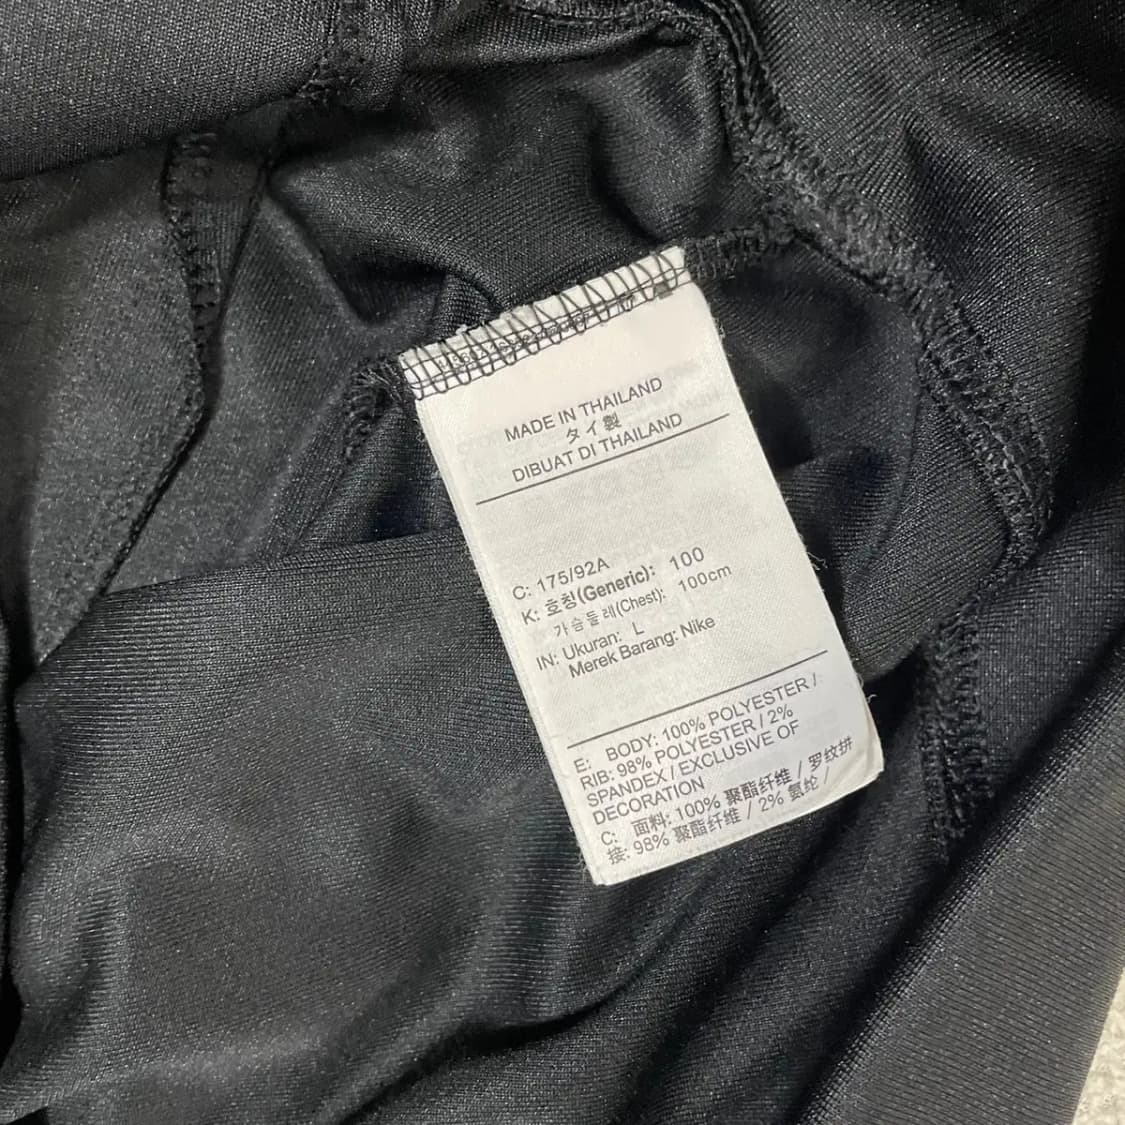 MADE IN THAILAND
タイ製
DIBUAT DI THAILAND
C: 175/92A
K: 호칭(Generic): 100
가슴둘레(Chest): 100cm
IN: Ukuran: L
Merek Barang: Nike
E: BODY: 100% POLYESTER /
RIB: 98% POLYESTER / 2%
SPANDEX / EXCLUSIVE OF
DECORATION
C: 面料: 100% 聚酯纤维 / 罗纹拼
接: 98% 聚酯纤维 / 2% 氨纶 /